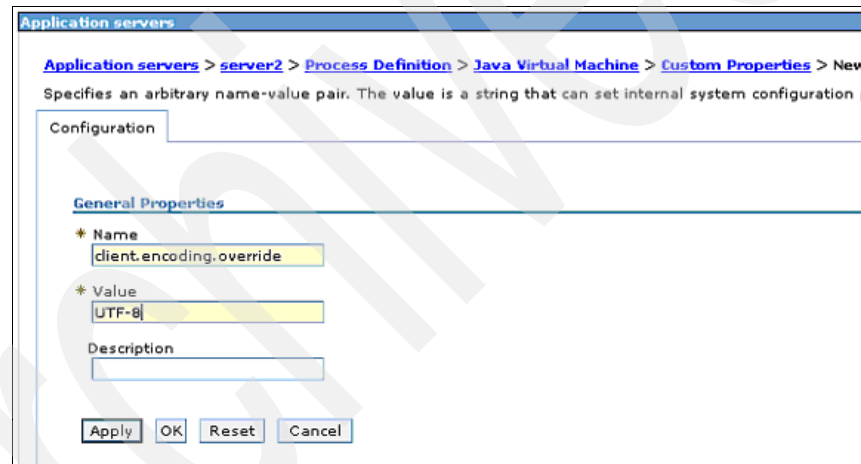 Application servers
Application servers > server2 > Process Definition > Java Virtual Machine > Custom Properties > New
Specifies an arbitrary name-value pair. The value is a string that can set internal system configuration
Configuration
General Properties
* Name
client.encoding.override
* Value
UTF-8
Description
Apply OK Reset Cancel